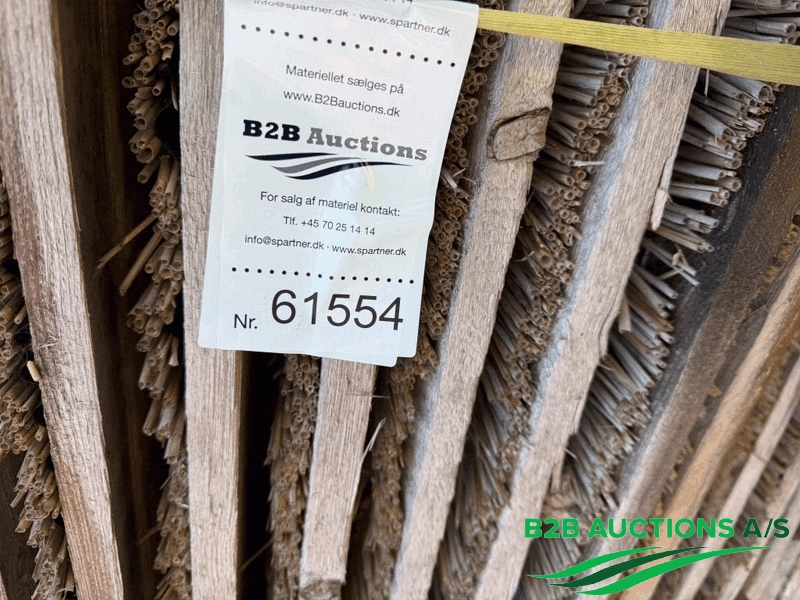 info@spartner.dk · www.spartner.dk
Materiellet sælges på
www.B2Bauctions.dk
B2B Auctions
For salg af materiel kontakt:
Tlf. +45 70 25 14 14
info@spartner.dk · www.spartner.dk
Nr. 61554
B2B AUCTIONS A/S